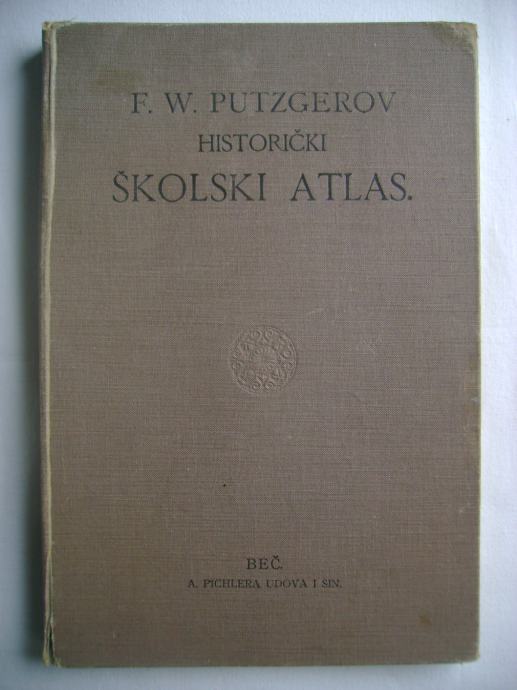 F. W. PUTZGEROV
HISTORIČKI
ŠKOLSKI ATLAS.
BEČ.
A. PICHLERA UDOVA I SIN.